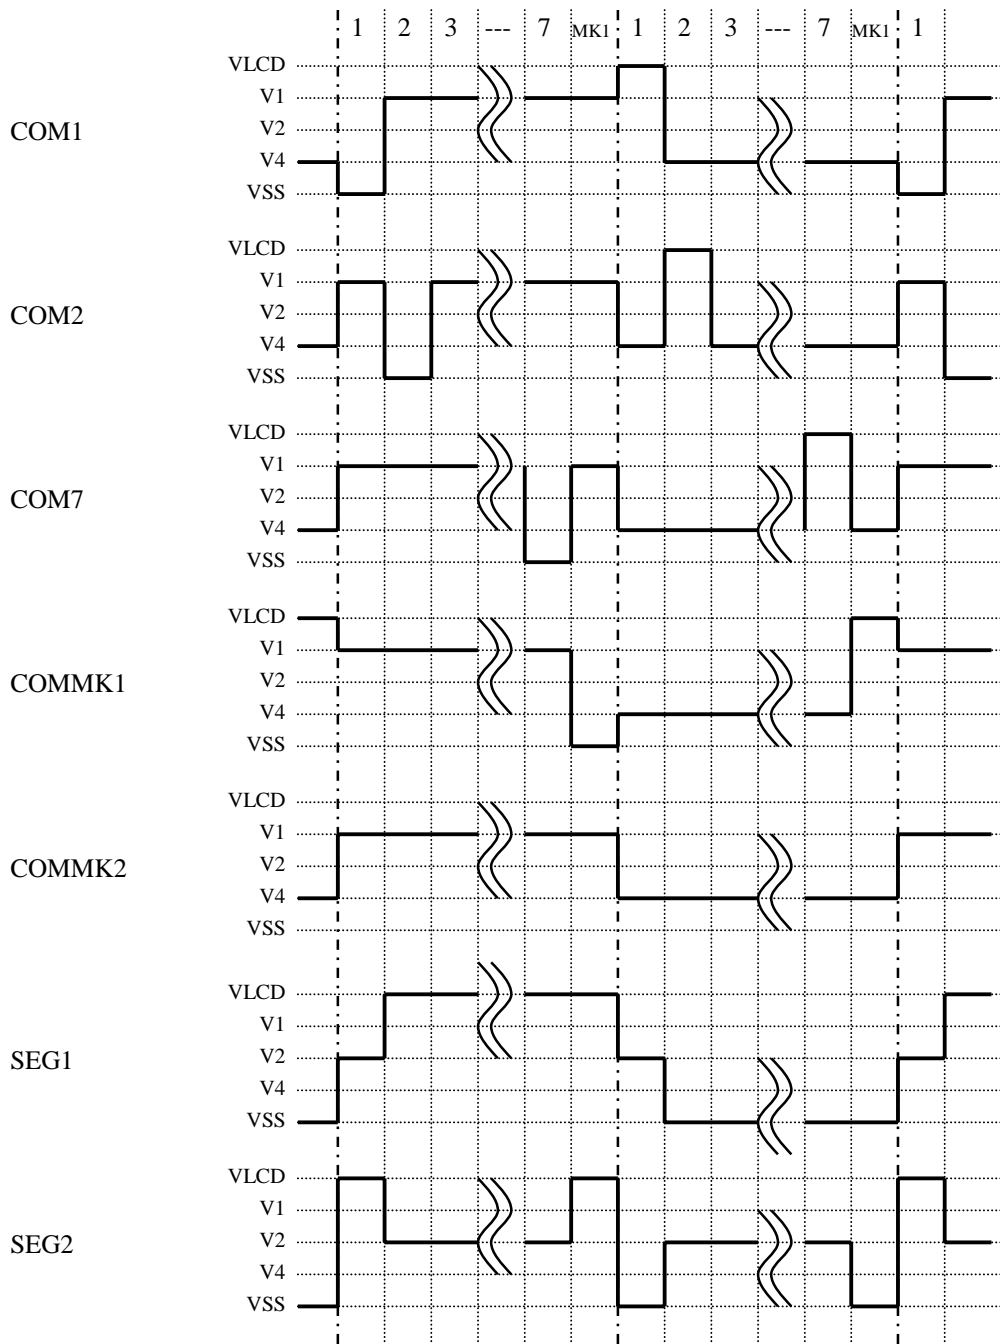 1 2 3 --- 7 MK1 1 2 3 --- 7 MK1 1
COM1
VLCD
V1
V2
V4
VSS
COM2
VLCD
V1
V2
V4
VSS
COM7
VLCD
V1
V2
V4
VSS
COMMK1
VLCD
V1
V2
V4
VSS
COMMK2
VLCD
V1
V2
V4
VSS
SEG1
VLCD
V1
V2
V4
VSS
SEG2
VLCD
V1
V2
V4
VSS